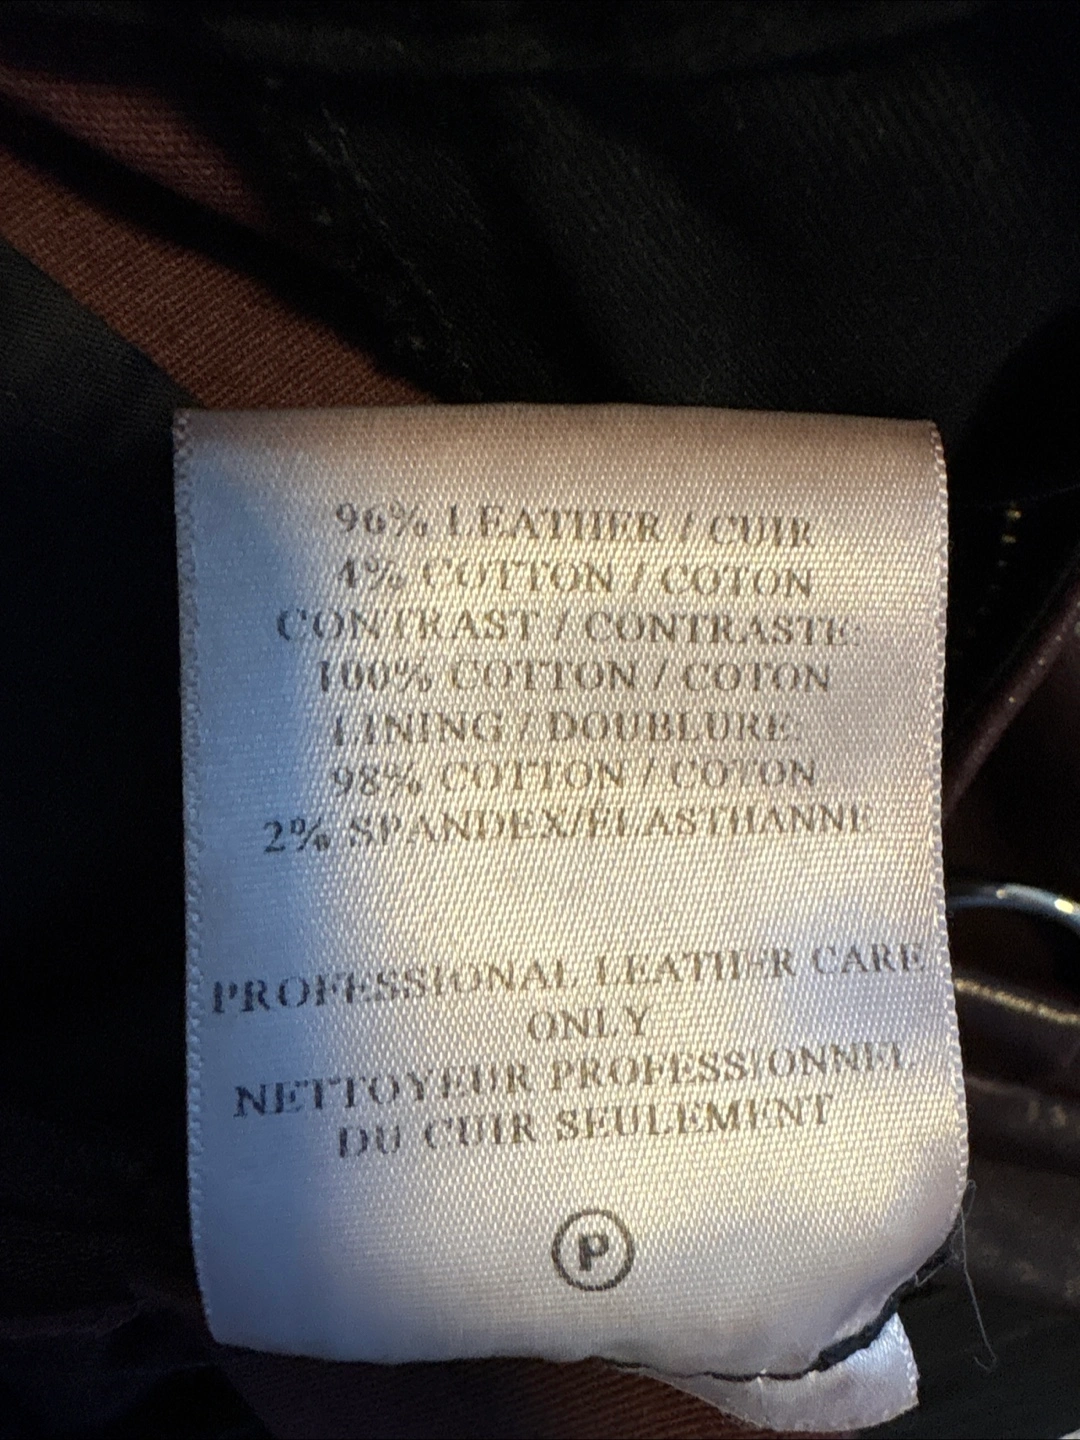 96% LEATHER / CUIR
4% COTTON / COTON
CONTRAST / CONTRASTE:
100% COTTON / COTON
LINING / DOUBLURE:
98% COTTON / COTON
2% SPANDEX/ÉLASTHANNE
PROFESSIONAL LEATHER CARE
ONLY
NETTOYEUR PROFESSIONNEL
DU CUIR SEULEMENT
P